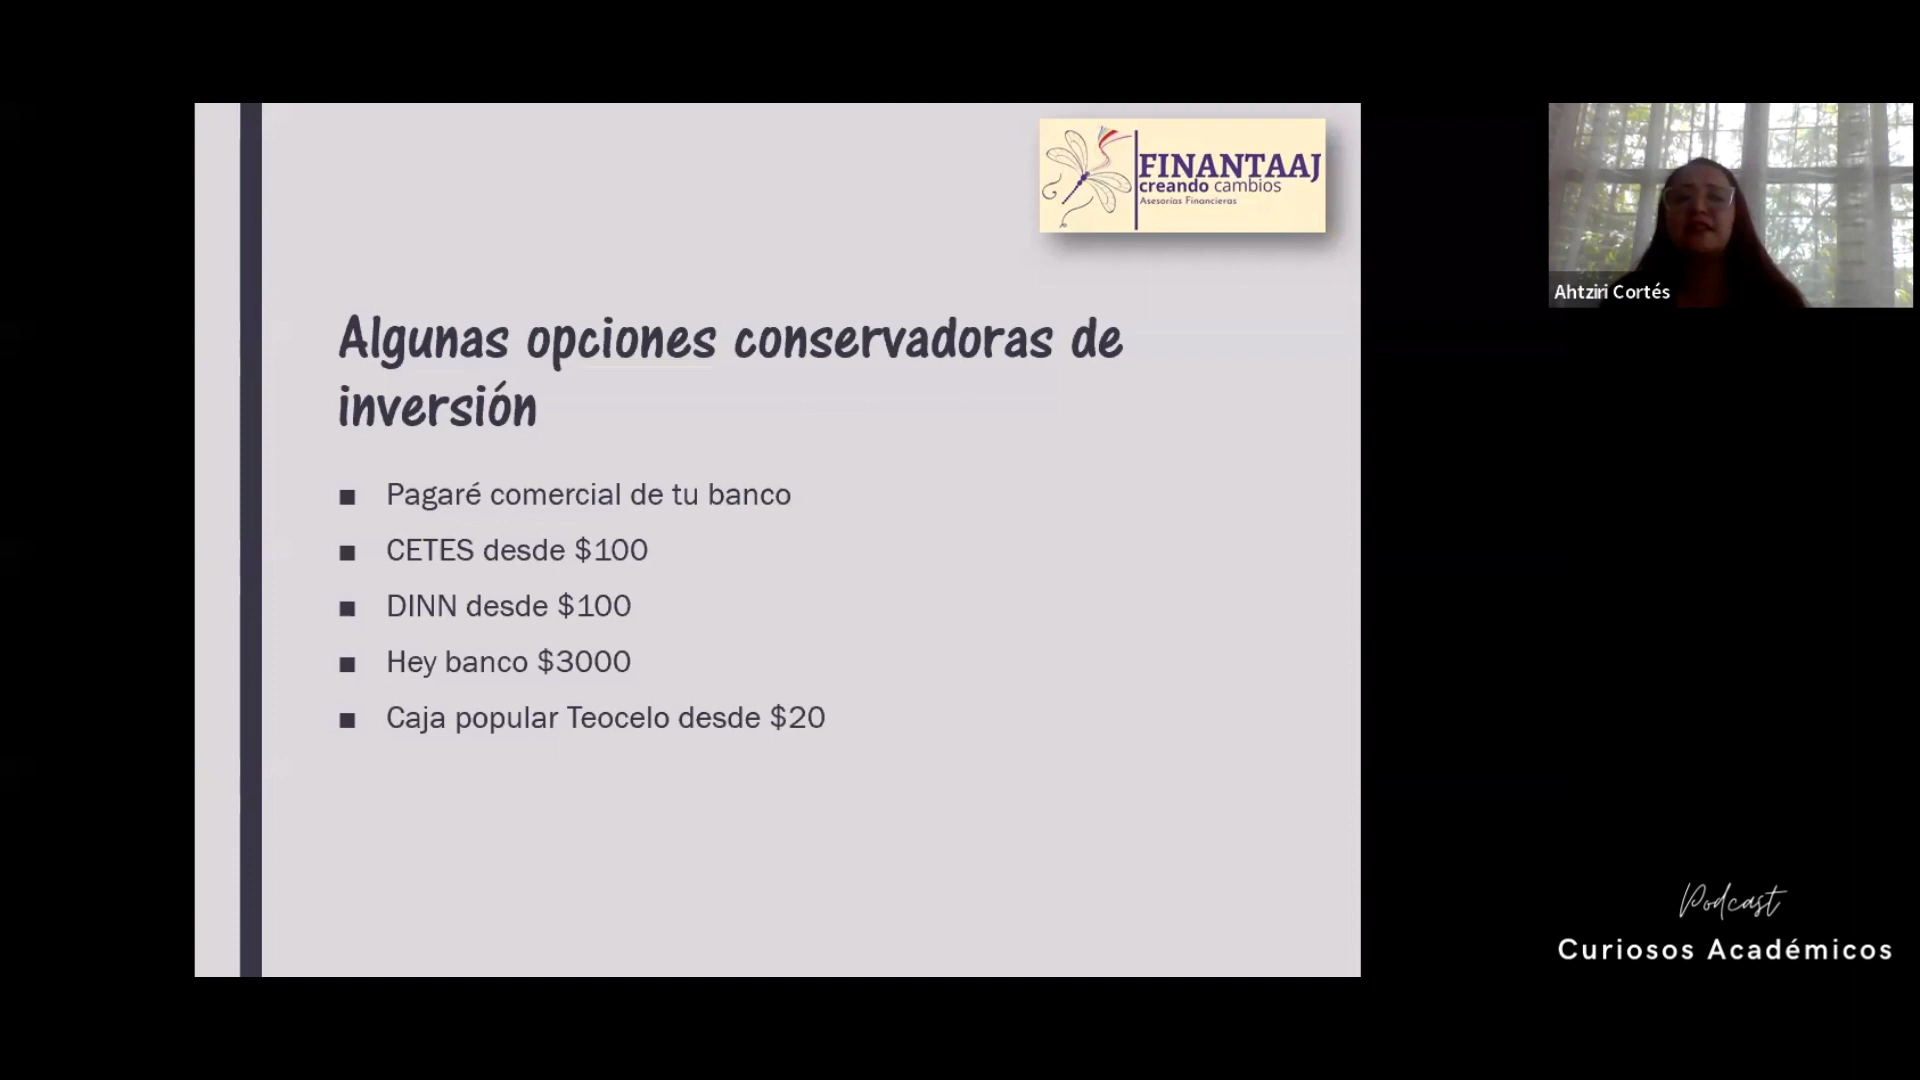 FINANTAAJ
creando cambios
Asesorías Financieras
Algunas opciones conservadoras de
inversión
Pagaré comercial de tu banco
CETES desde $100
DINN desde $100
Hey banco $3000
Caja popular Teocelo desde $20
Ahtziri Cortés
Podcast
Curiosos Académicos